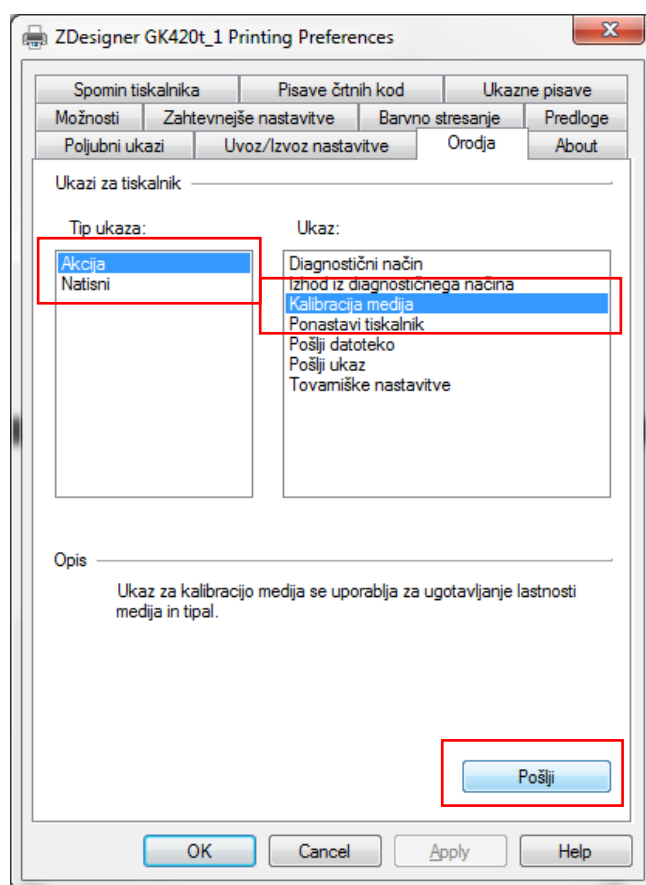 ZDesigner GK420t_1 Printing Preferences
Spomin tiskalnika
Pisave črtnih kod
Ukazne pisave
Možnosti
Zahtevnejše nastavitve
Barvno stresanje
Predloge
Poljubni ukazi
Uvoz/Izvoz nastavitve
Orodja
About
Ukazi za tiskalnik
Tip ukaza:
Ukaz:
Akcija
Natisni
Diagnostični način
Izhod iz diagnostičnega načina
Kalibracija medija
Ponastavi tiskalnik
Pošlji datoteko
Pošlji ukaz
Tovarniške nastavitve
Opis
Ukaz za kalibracijo medija se uporablja za ugotavljanje lastnosti
medija in tipal.
Pošlji
OK
Cancel
Apply
Help